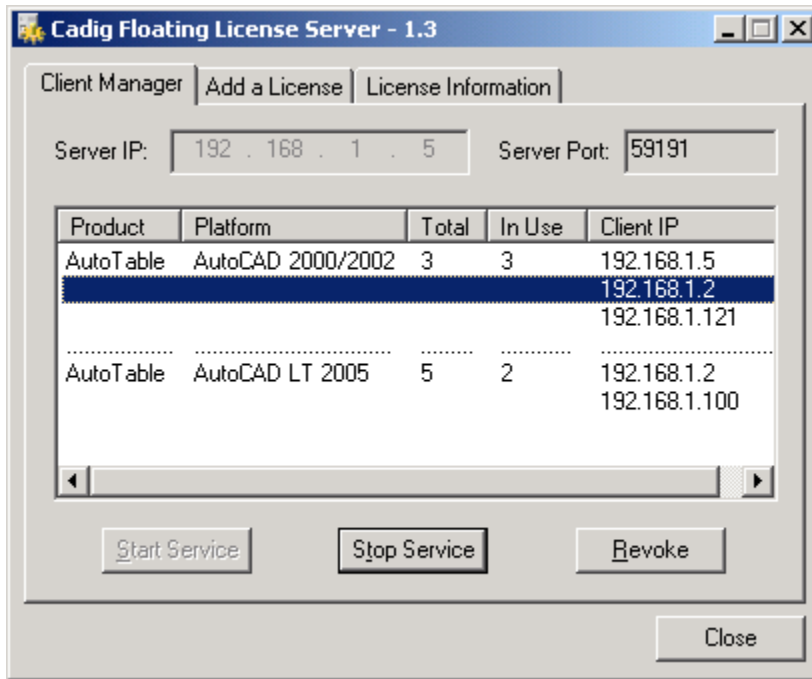 Cadig Floating License Server - 1.3
Client Manager Add a License License Information
Server IP: 192 . 168 . 1 . 5 Server Port: 59191
Product Platform Total In Use Client IP
AutoTable AutoCAD 2000/2002 3 3 192.168.1.5
192.168.1.2
192.168.1.121
AutoTable AutoCAD LT 2005 5 2 192.168.1.2
192.168.1.100
Start Service Stop Service Revoke
Close